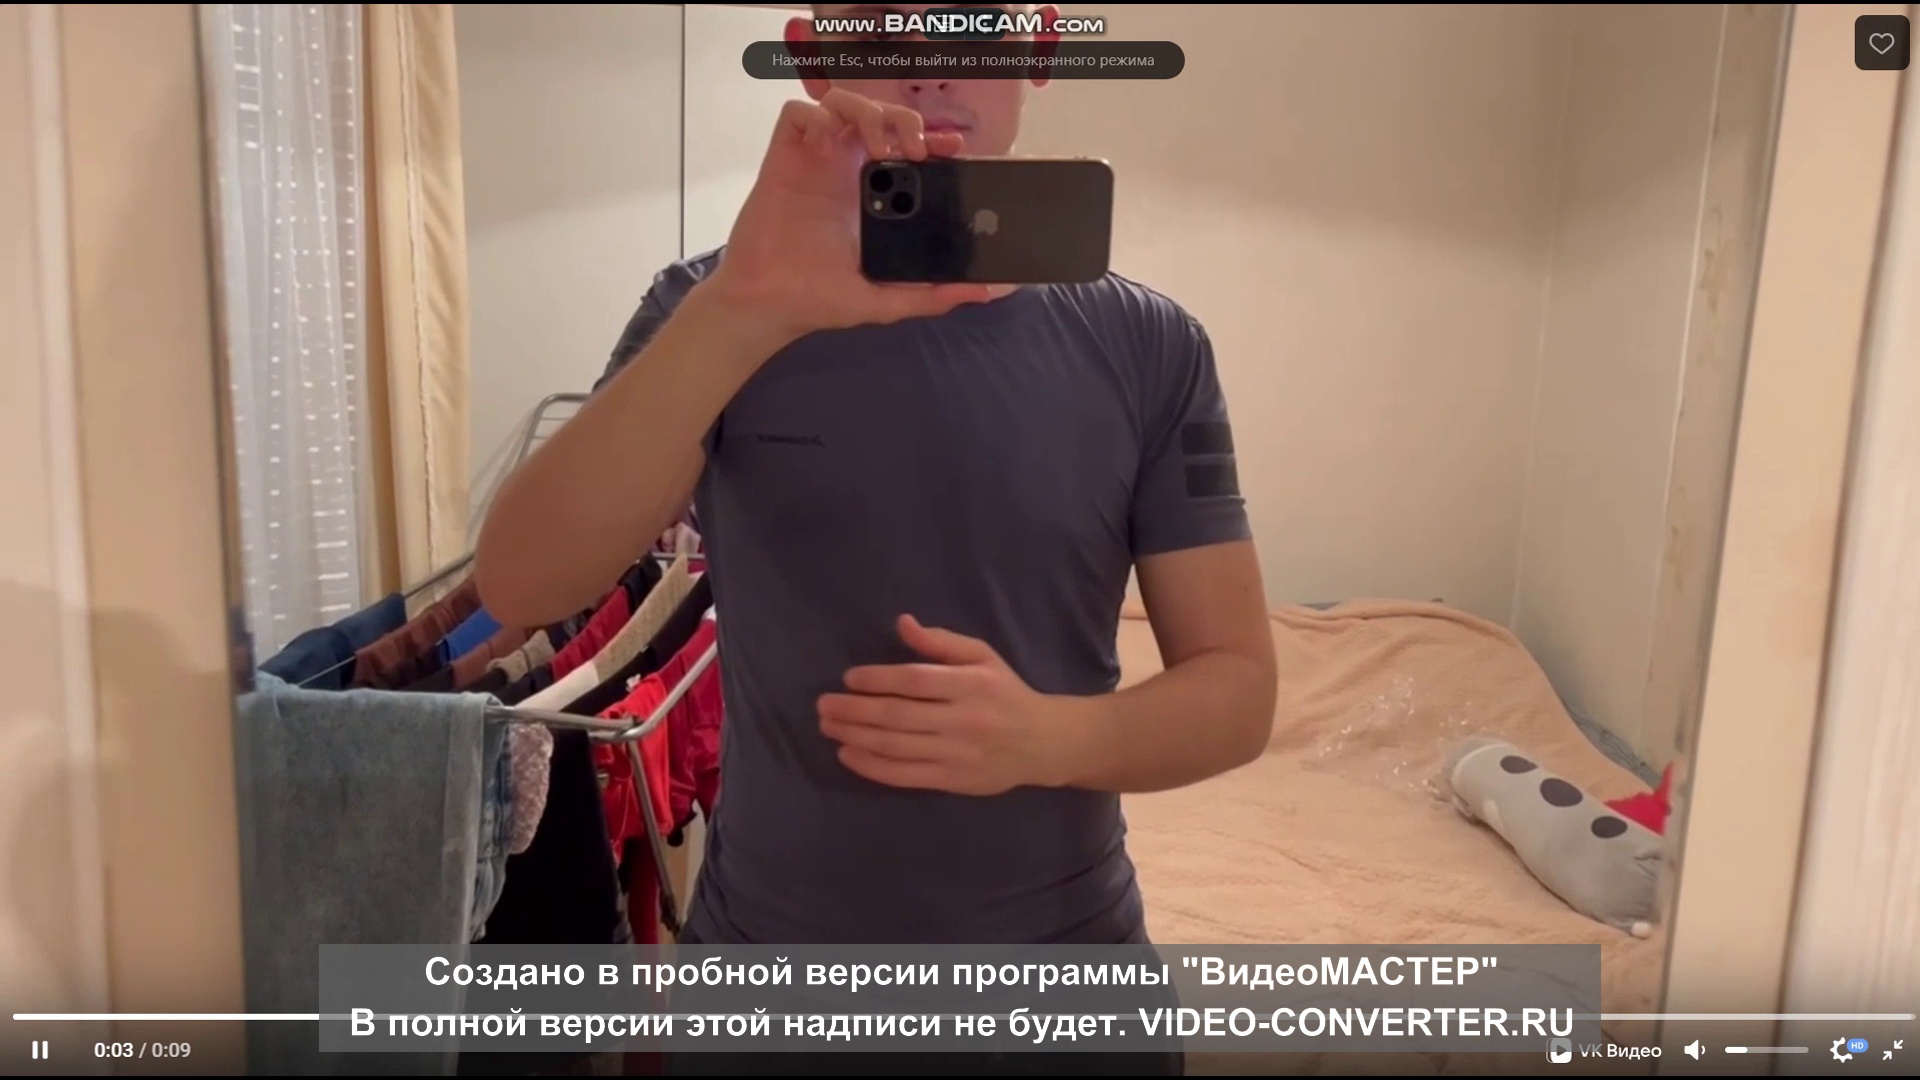 www.BANDICAM.com
Нажмите Esc, чтобы выйти из полноэкранного режима
Создано в пробной версии программы "ВидеоМАСТЕР"
В полной версии этой надписи не будет. VIDEO-CONVERTER.RU
0:03 / 0:09
VK Видео
HD